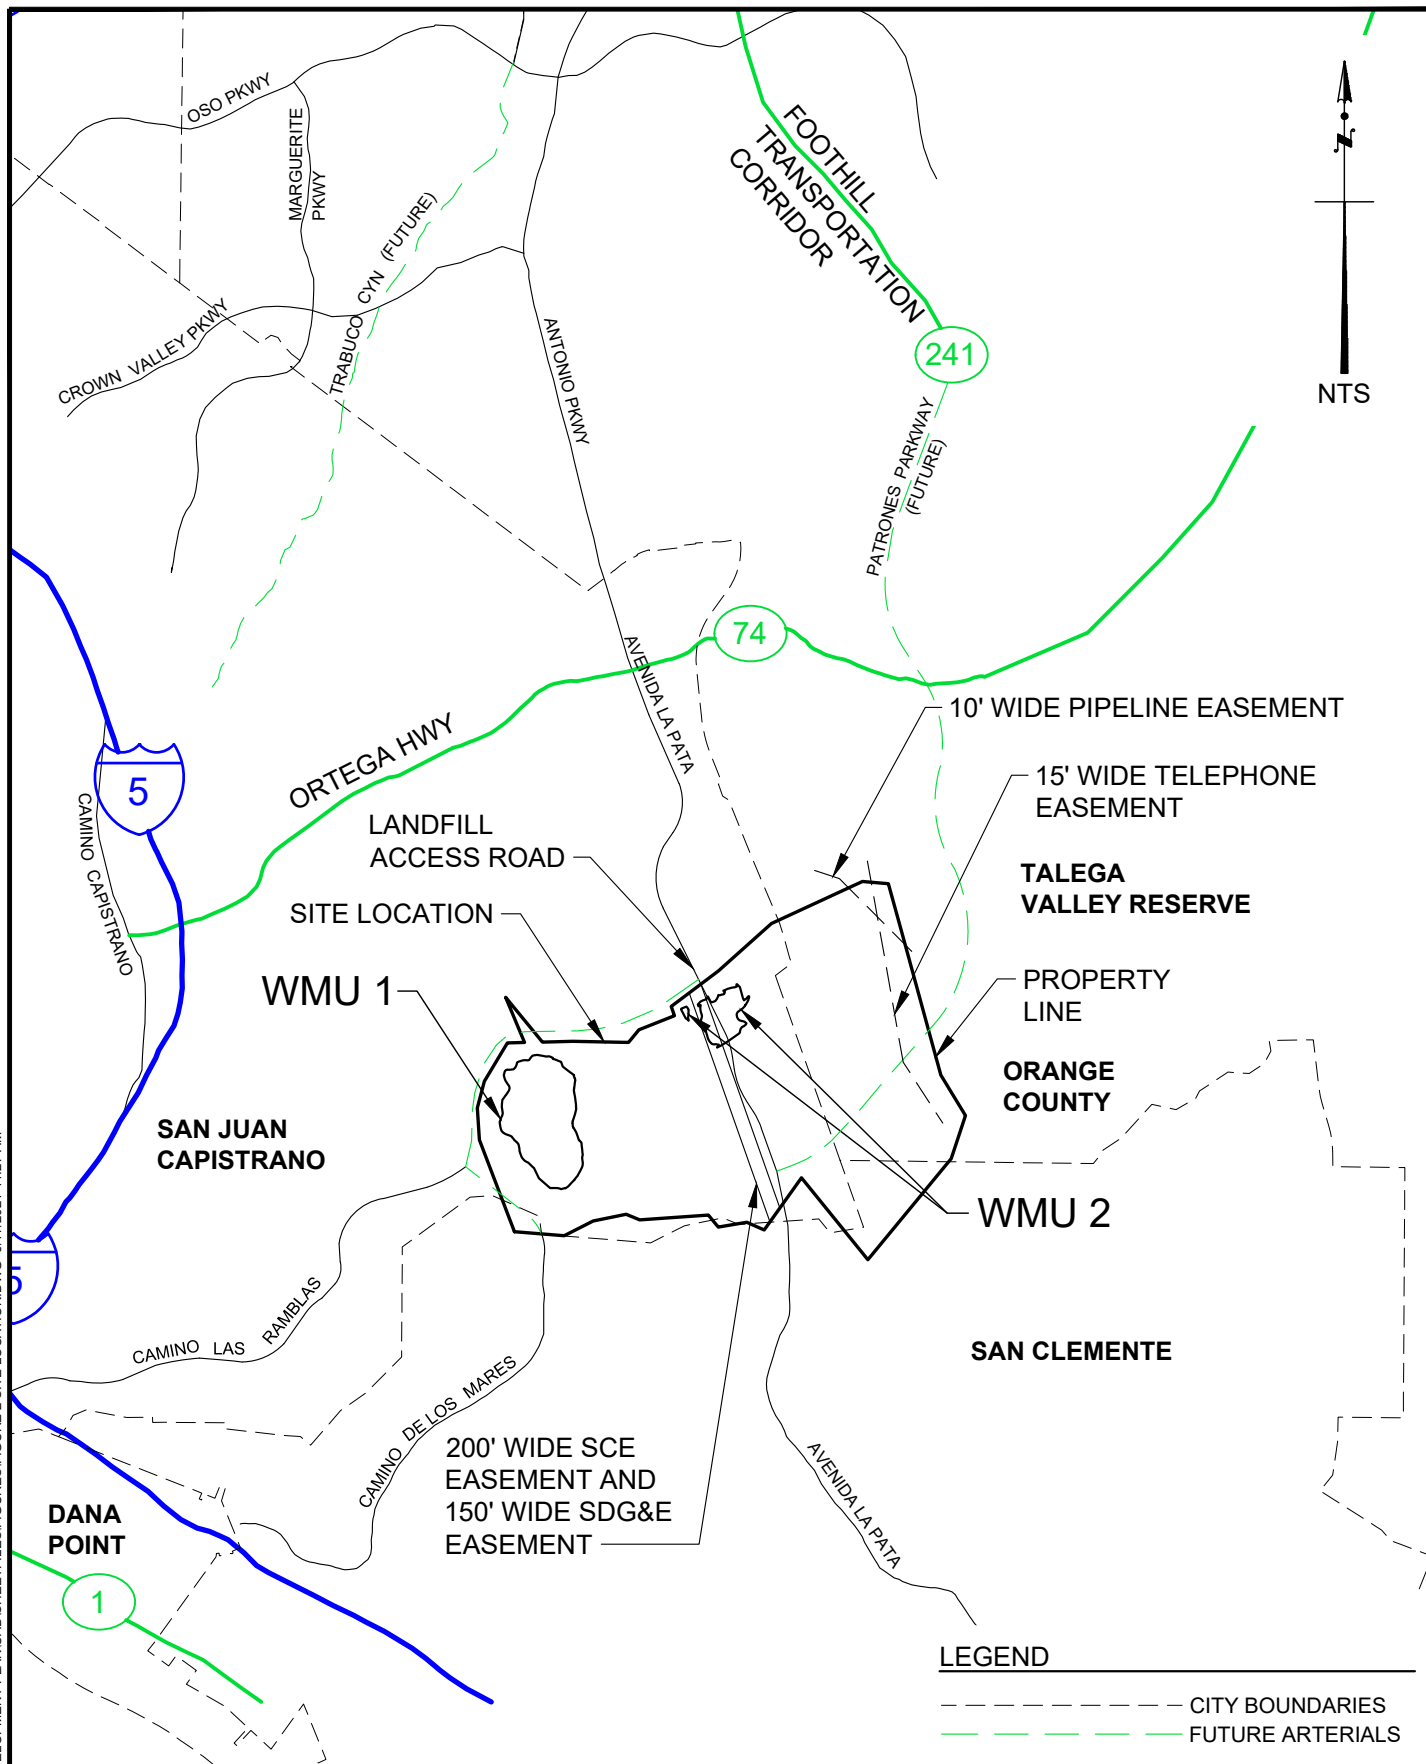 OSO PKWY
MARGUERITE
PKWY
FOOTHILL
TRANSPORTATION
CORRIDOR
N
NTS
TRABUCO CYN (FUTURE)
CROWN VALLEY PKWY
ANTONIO PKWY
241
PATRONES PARKWAY
(FUTURE)
74
AVENIDA LA PATA
10' WIDE PIPELINE EASEMENT
ORTEGA HWY
5
15' WIDE TELEPHONE
EASEMENT
CAMINO CAPISTRANO
LANDFILL
ACCESS ROAD
TALEGA
VALLEY RESERVE
SITE LOCATION
WMU 1
PROPERTY
LINE
ORANGE
COUNTY
SAN JUAN
CAPISTRANO
WMU 2
5
CAMINO LAS RAMBLAS
SAN CLEMENTE
CAMINO DE LOS MARES
200' WIDE SCE
EASEMENT AND
150' WIDE SDG&E
EASEMENT
AVENIDA LA PATA
DANA
POINT
1
LEGEND
CITY BOUNDARIES
FUTURE ARTERIALS